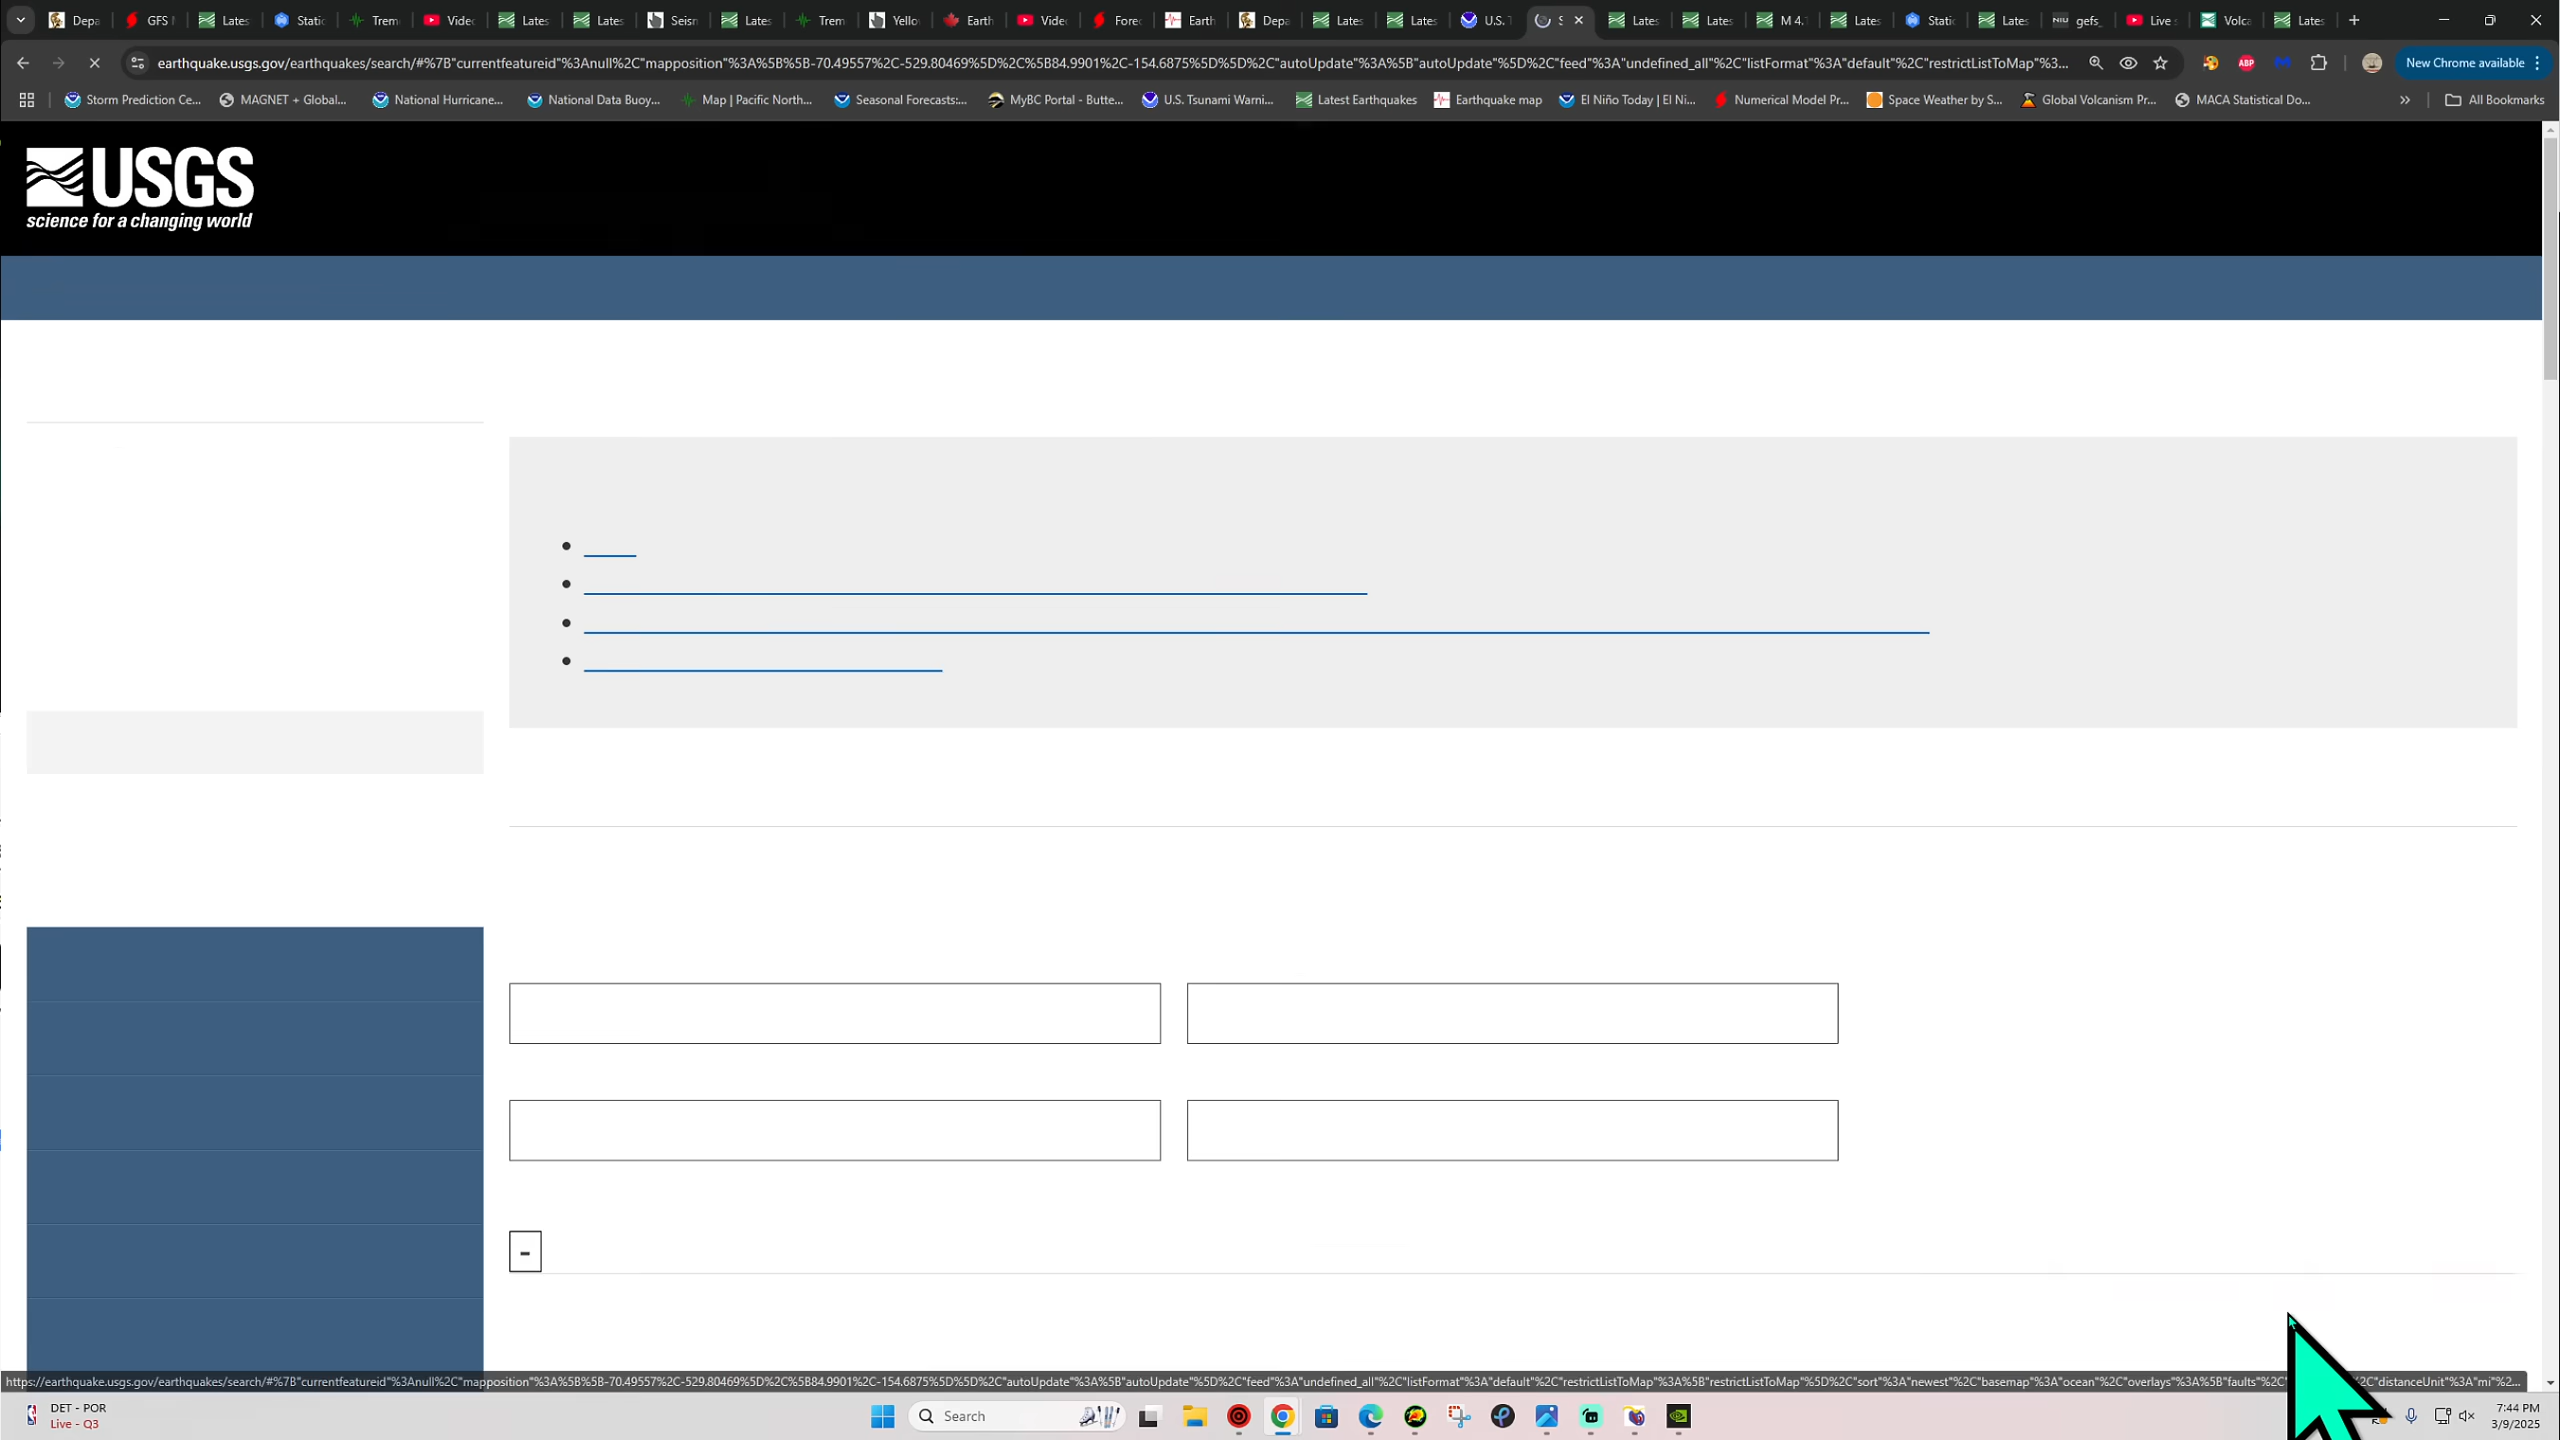 Depa
GFS M
Lates
Static
Trem
Video
Lates
Lates
Seism
Lates
Trem
Yellov
Earth
Video
Forec
Earth
Depa
Lates
Lates
U.S. T
S
Lates
Lates
M 4.
Lates
Static
Lates
NIU gefs_
Live s
Volca
Lates
earthquake.usgs.gov/earthquakes/search/#%7B"currentfeatureid"%3Anull%2C"mapposition"%3A%5B%5B-70.49557%2C-529.80469%5D%2C%5B84.9901%2C-154.6875%5D%5D%2C"autoUpdate"%3A%5B"autoUpdate"%5D%2C"feed"%3A"undefined_all"%2C"listFormat"%3A"default"%2C"restrictListToMap"%3...
ABP
New Chrome available
Storm Prediction Ce...
MAGNET + Global...
National Hurricane...
National Data Buoy...
Map | Pacific North...
Seasonal Forecasts:...
MyBC Portal - Butte...
U.S. Tsunami Warni...
Latest Earthquakes
Earthquake map
El Niño Today | El Ni...
Numerical Model Pr...
Space Weather by S...
Global Volcanism Pr...
MACA Statistical Do...
All Bookmarks
USGS
science for a changing world
https://earthquake.usgs.gov/earthquakes/search/#%7B"currentfeatureid"%3Anull%2C"mapposition"%3A%5B%5B-70.49557%2C-529.80469%5D%2C%5B84.9901%2C-154.6875%5D%5D%2C"autoUpdate"%3A%5B"autoUpdate"%5D%2C"feed"%3A"undefined_all"%2C"listFormat"%3A"default"%2C"restrictListToMap"%3A%5B"restrictListToMap"%5D%2C"sort"%3A"newest"%2C"basemap"%3A"ocean"%2C"overlays"%3A%5B"faults"%2C
2C"distanceUnit"%3A"mi"%2...
DET - POR
Live - Q3
Search
7:44 PM
3/9/2025